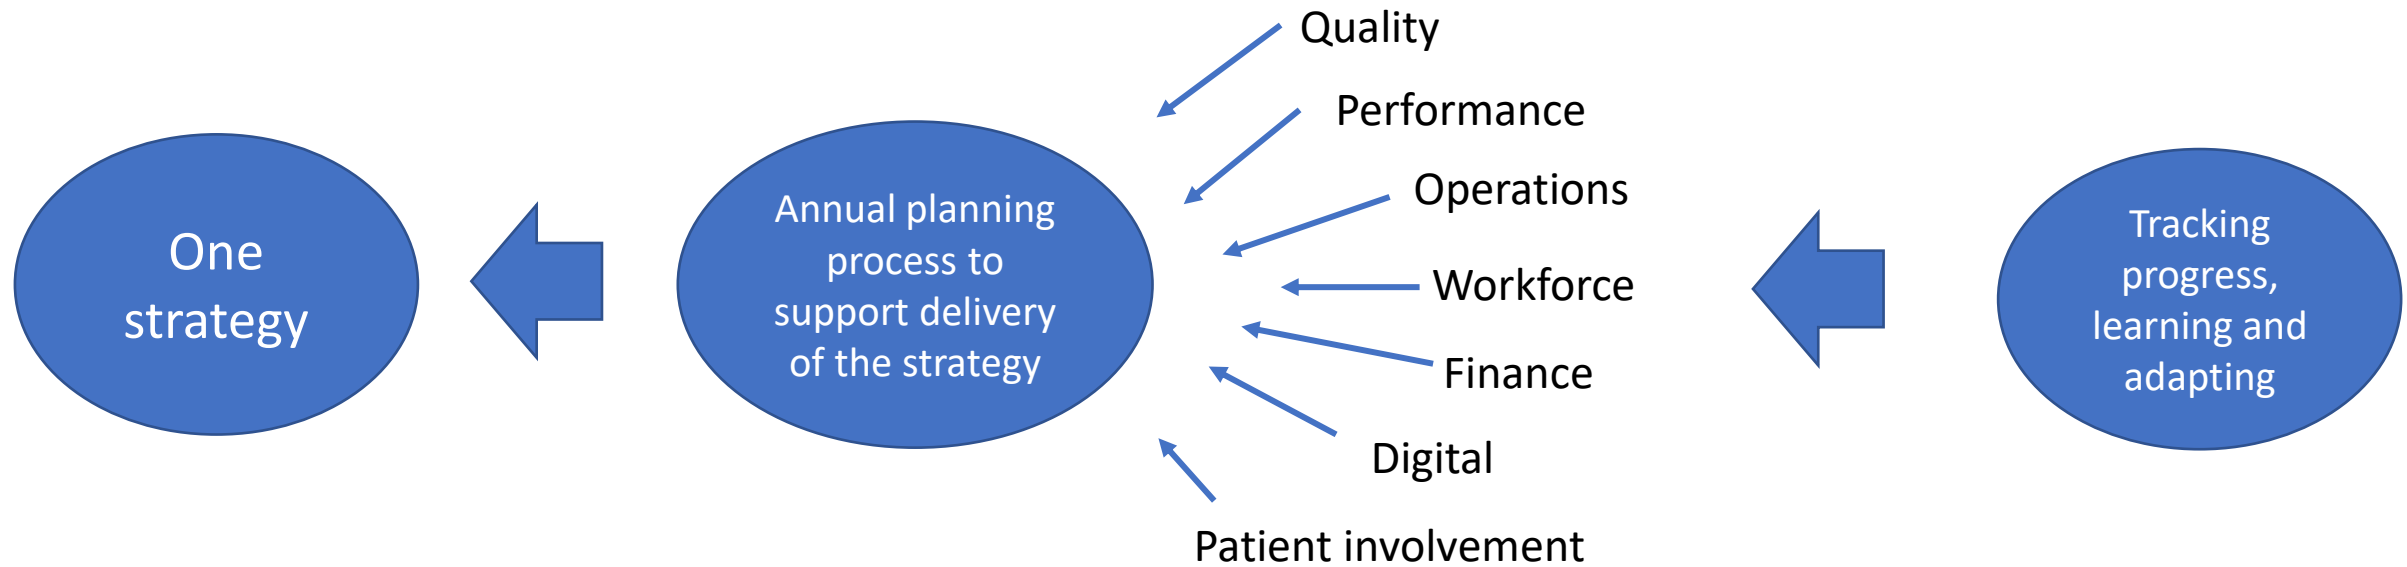 One
strategy
Annual planning
process to
support delivery
of the strategy
Quality
Performance
Operations
Workforce
Finance
Digital
Patient involvement
Tracking
progress,
learning and
adapting